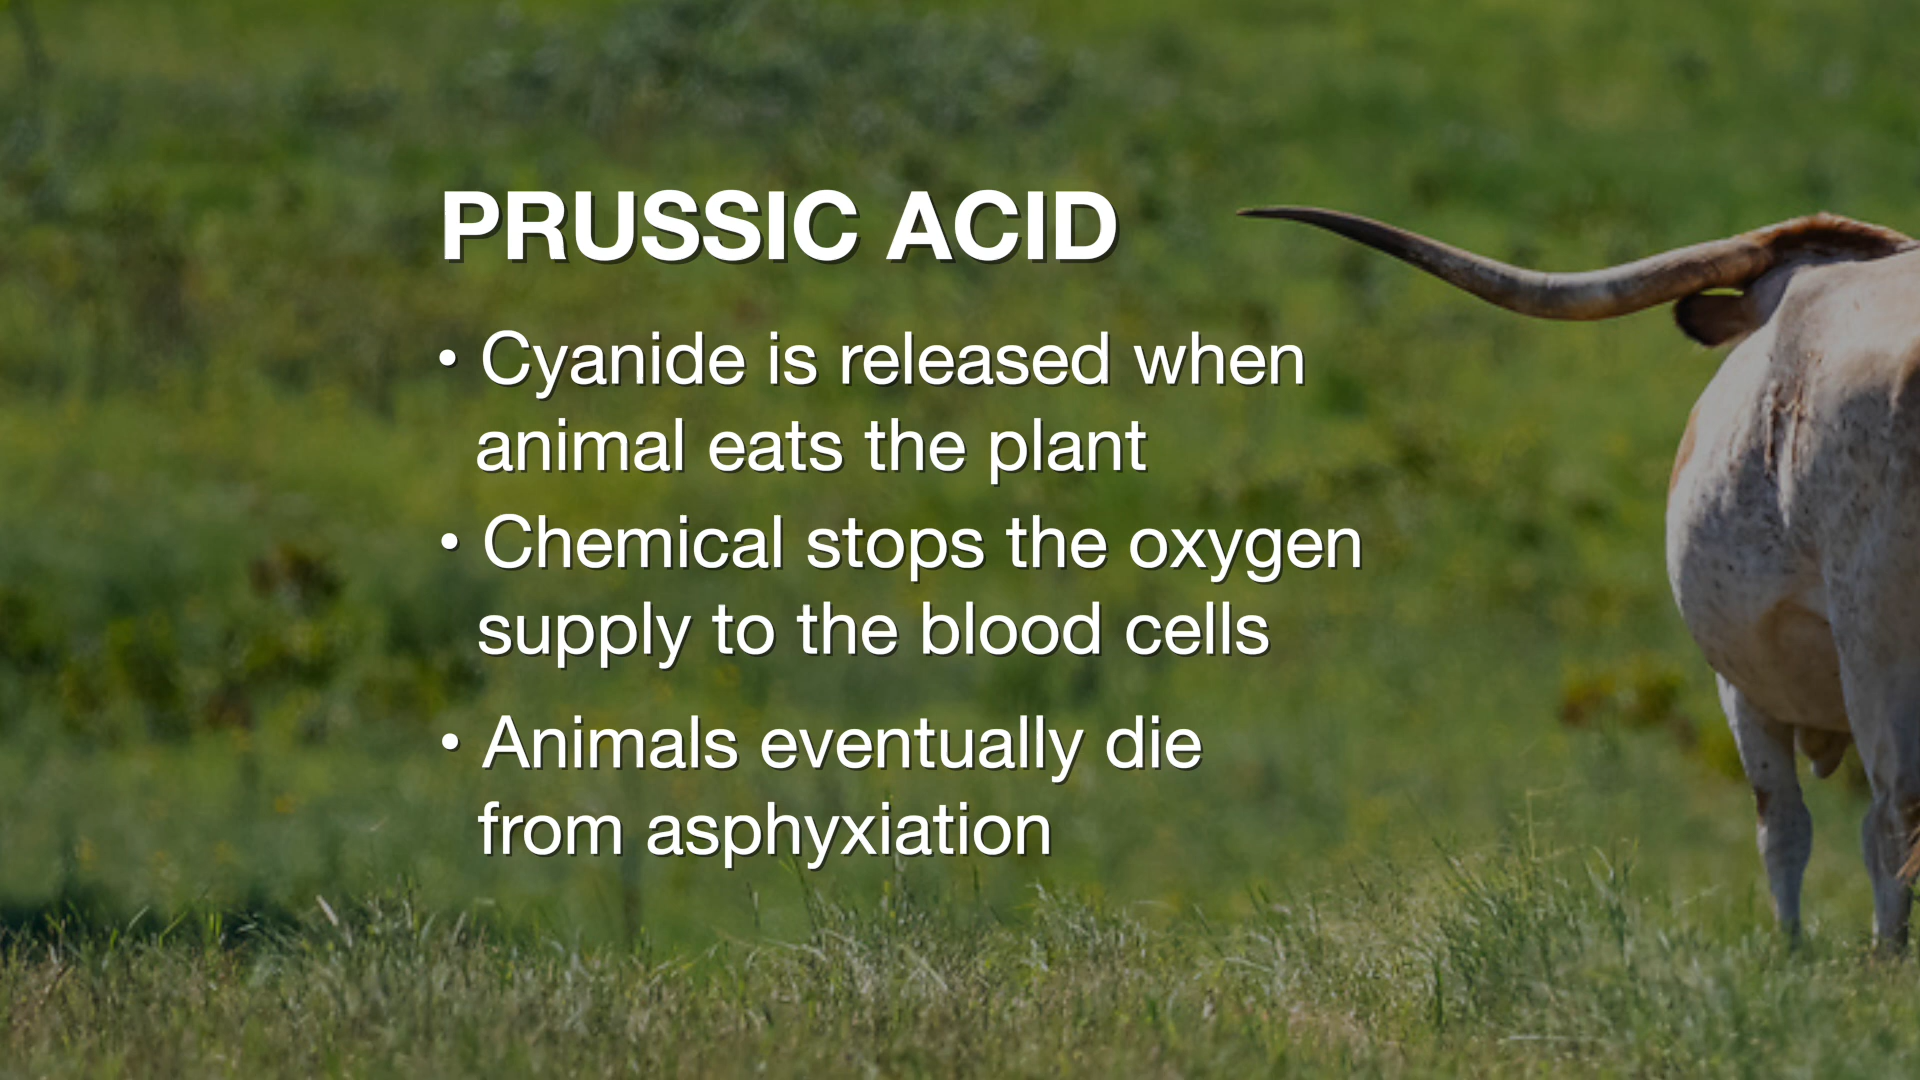 PRUSSIC ACID
• Cyanide is released when
animal eats the plant
• Chemical stops the oxygen
supply to the blood cells
• Animals eventually die
from asphyxiation